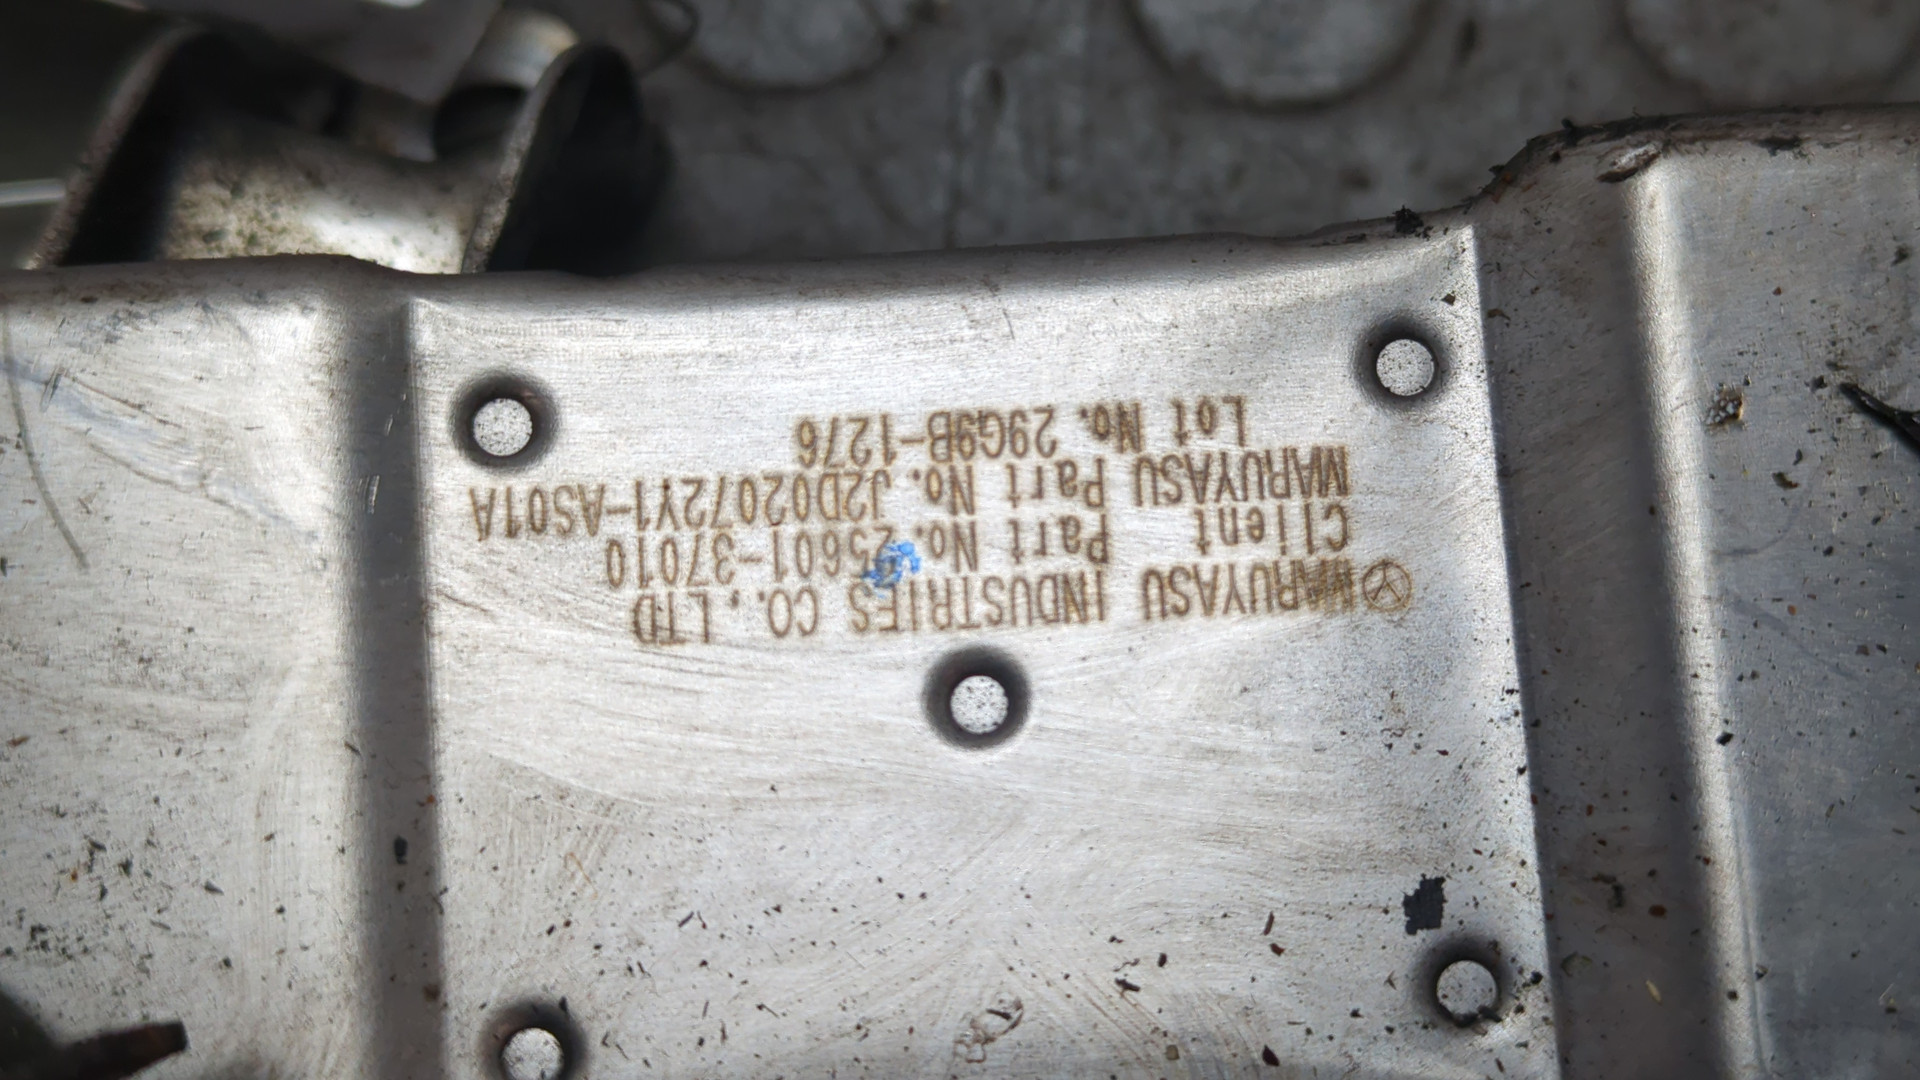 MARUYASU INDUSTRIES CO., LTD
Client Part No. 25601-37010
MARUYASU Part No. J2D02072Y1-AS01A
Lot No. 29G9B-1276